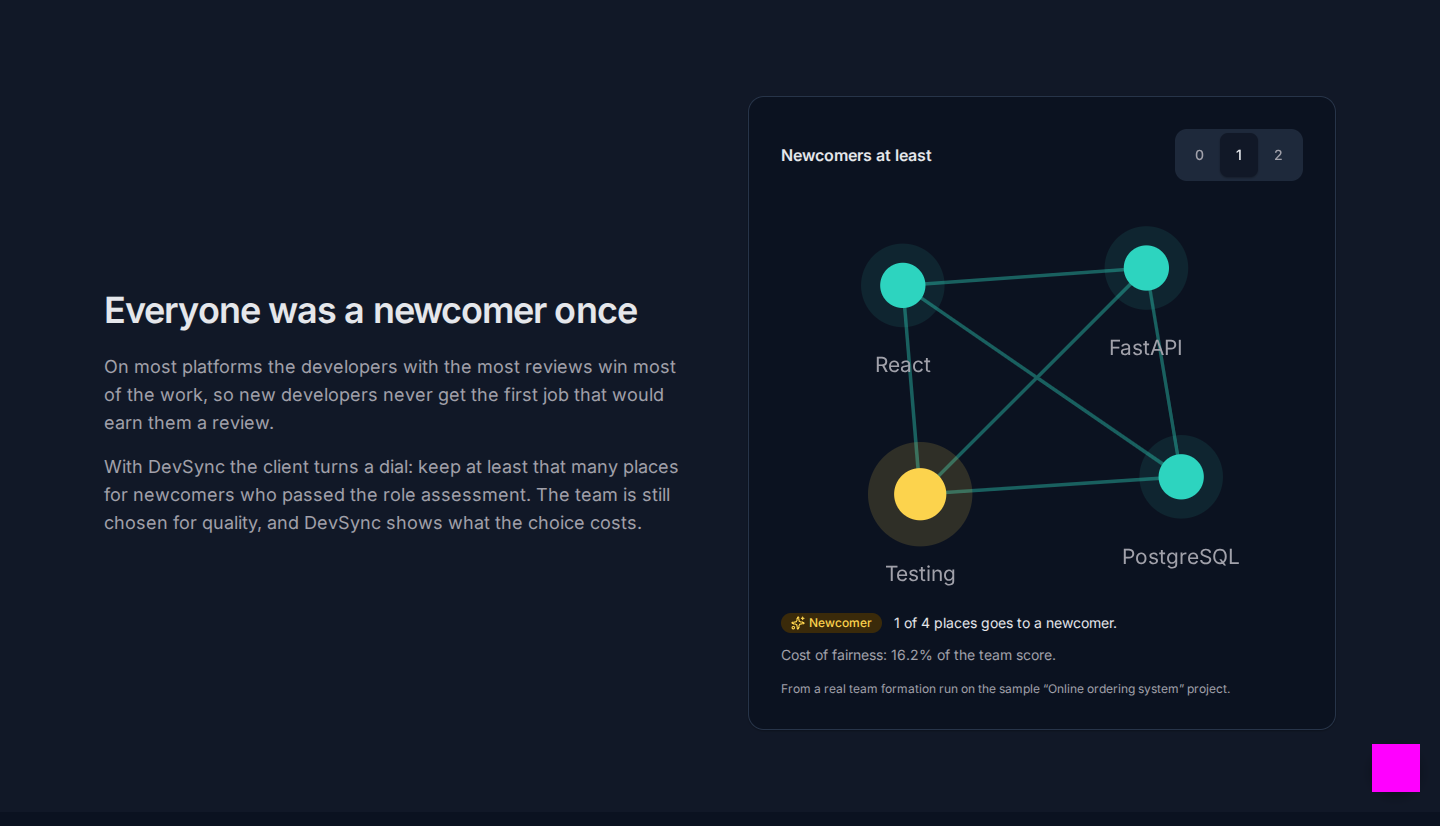 Everyone was a newcomer once
On most platforms the developers with the most reviews win most
of the work, so new developers never get the first job that would
earn them a review.
With DevSync the client turns a dial: keep at least that many places
for newcomers who passed the role assessment. The team is still
chosen for quality, and DevSync shows what the choice costs.
Newcomers at least
0 1 2
React
FastAPI
Testing
PostgreSQL
Newcomer 1 of 4 places goes to a newcomer.
Cost of fairness: 16.2% of the team score.
From a real team formation run on the sample “Online ordering system” project.